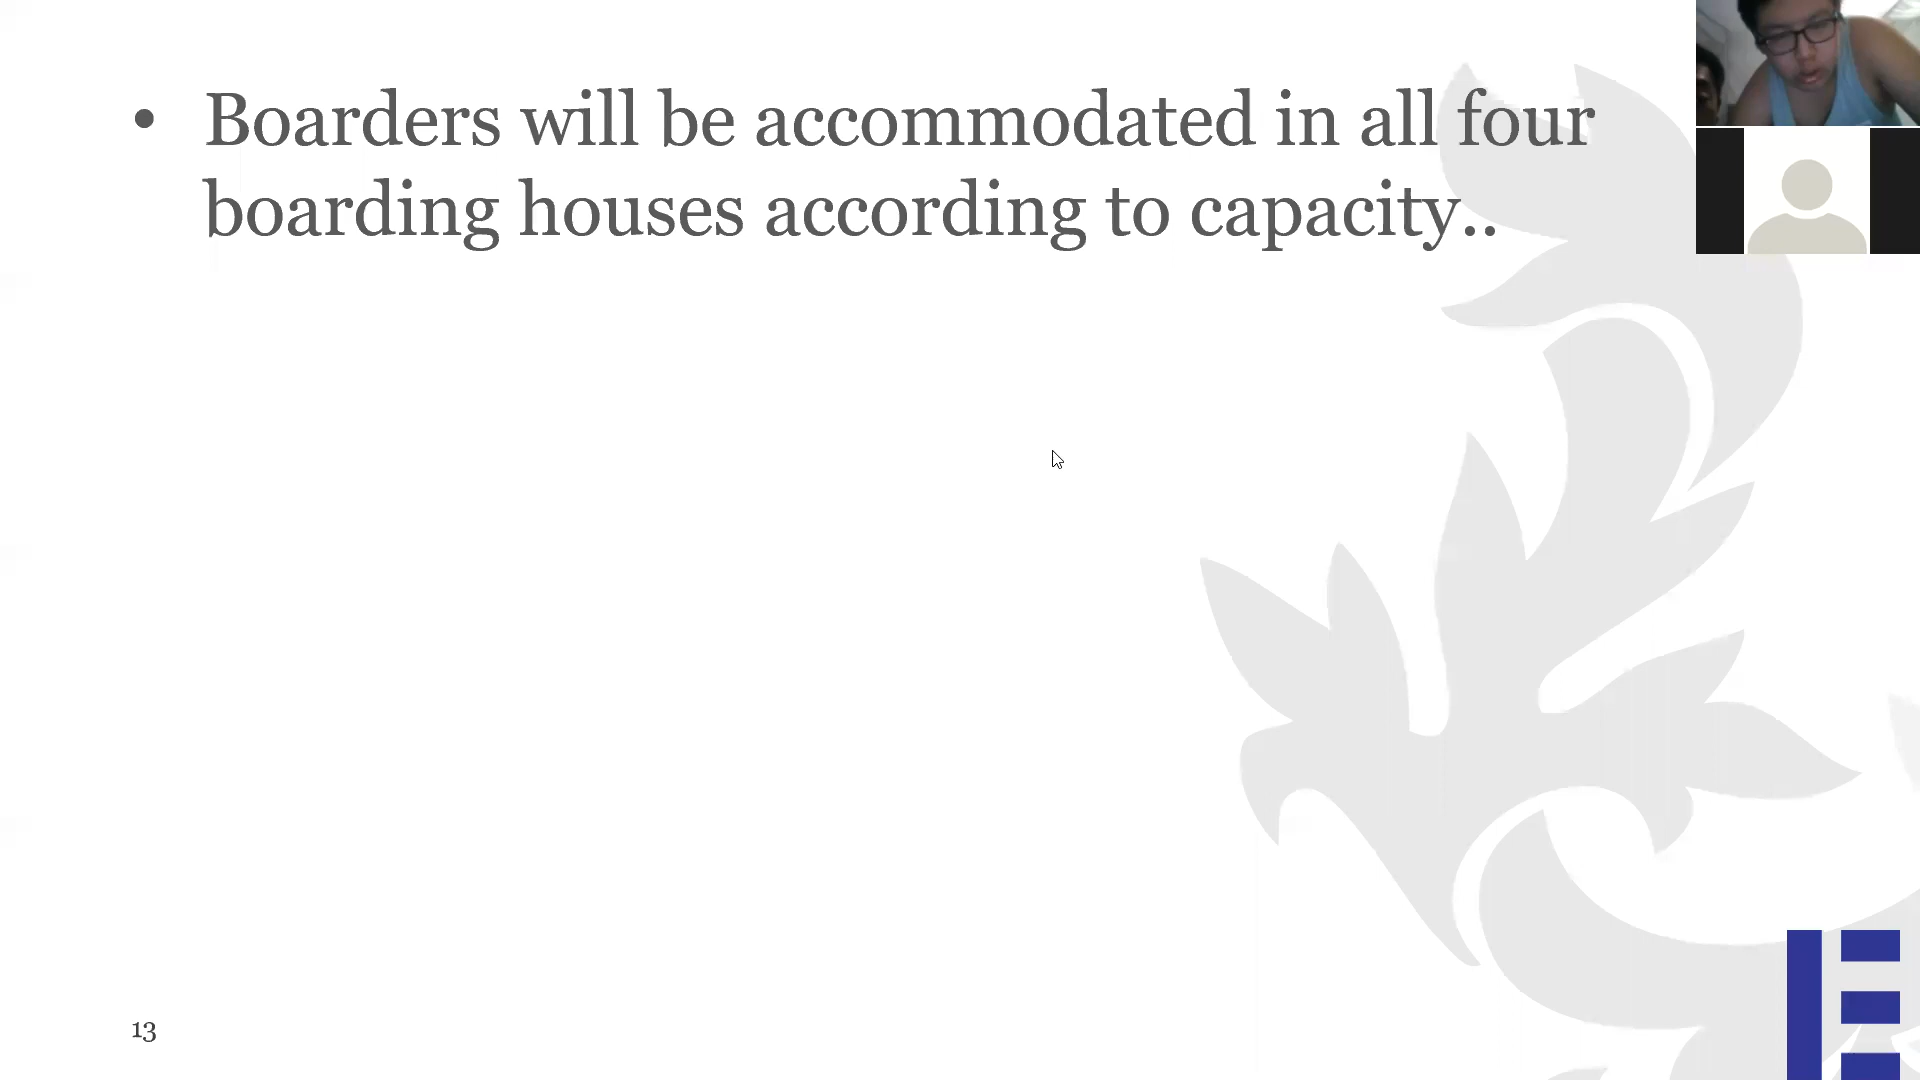 • Boarders will be accommodated in all four
boarding houses according to capacity..
13